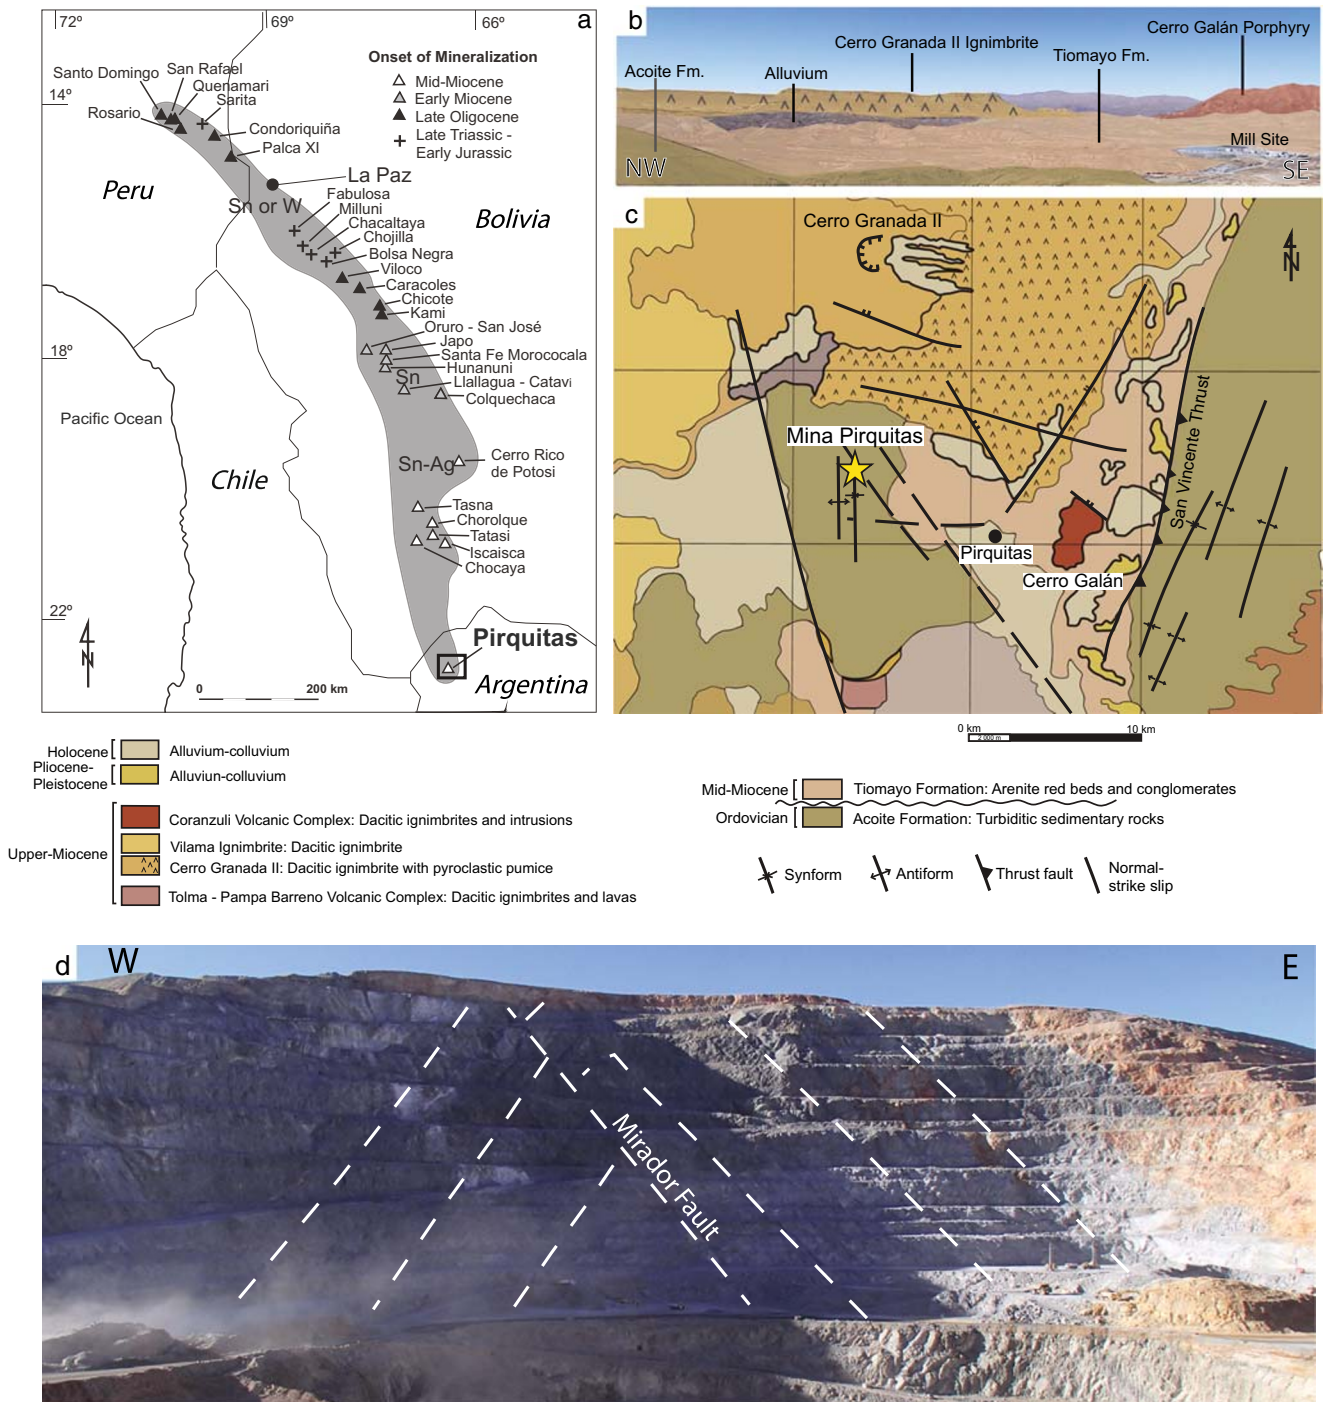 72º
69º
66º
a
Onset of Mineralization
Mid-Miocene
Early Miocene
Late Oligocene
Late Triassic -
Early Jurassic
14º
18º
22º
Santo Domingo
San Rafael
Quenamari
Sarita
Rosario
Condoriquiña
Palca XI
La Paz
Peru
Sn or W
Bolivia
Fabulosa
Milluni
Chacaltaya
Chojilla
Bolsa Negra
Viloco
Caracoles
Chicote
Kami
Oruro - San José
Japo
Santa Fe Morococala
Hunanuni
Sn
Llallagua - Catavi
Colquechaca
Pacific Ocean
Chile
Sn-Ag
Cerro Rico
de Potosi
Tasna
Chorolque
Tatasi
Iscaisca
Chocaya
Pirquitas
Argentina
N
0
200 km
b
Acoite Fm.
Alluvium
Cerro Granada II Ignimbrite
Tiomayo Fm.
Cerro Galán Porphyry
Mill Site
NW
SE
c
Cerro Granada II
N
Mina Pirquitas
San Vincente Thrust
Pirquitas
Cerro Galán
0 km
10 km
2 000 m
Holocene
Alluvium-colluvium
Pliocene-
Pleistocene
Alluviun-colluvium
Upper-Miocene
Coranzuli Volcanic Complex: Dacitic ignimbrites and intrusions
Vilama Ignimbrite: Dacitic ignimbrite
Cerro Granada II: Dacitic ignimbrite with pyroclastic pumice
Tolma - Pampa Barreno Volcanic Complex: Dacitic ignimbrites and lavas
Mid-Miocene
Tiomayo Formation: Arenite red beds and conglomerates
Ordovician
Acoite Formation: Turbiditic sedimentary rocks
Synform
Antiform
Thrust fault
Normal-
strike slip
d
W
E
Mirador Fault